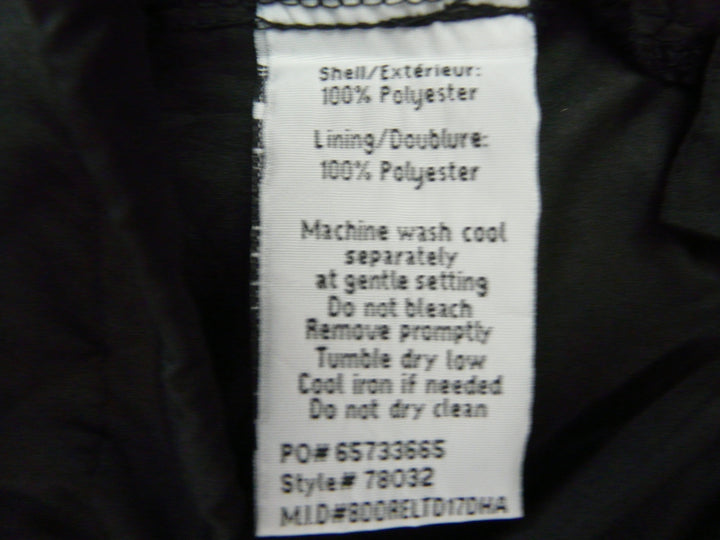 Shell/Extérieur:
100% Polyester
Lining/Doublure:
100% Polyester
Machine wash cool
separately
at gentle setting
Do not bleach
Remove promptly
Tumble dry low
Cool iron if needed
Do not dry clean
PO# 65733665
Style# 78032
M.I.D#800RELTD17DHA